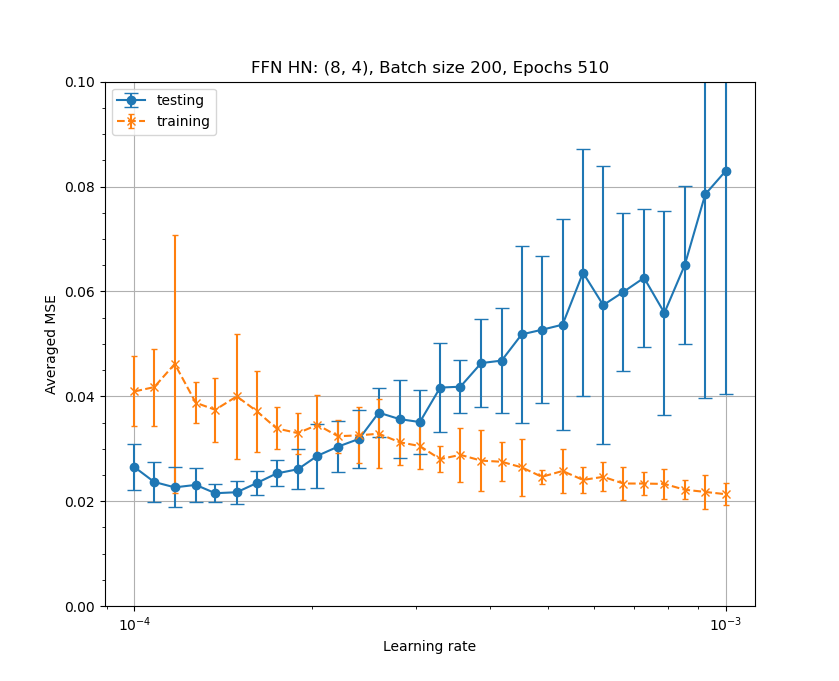 FFN HN: (8, 4), Batch size 200, Epochs 510
testing
training
0.10
0.08
0.06
0.04
0.02
0.00
Averaged MSE
10⁻⁴
10⁻³
Learning rate